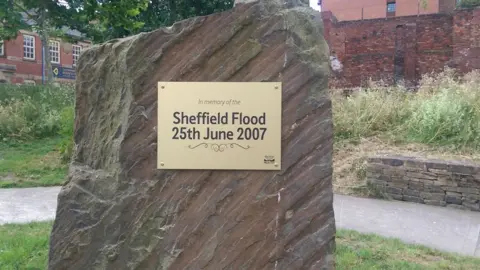 In memory of the
Sheffield Flood
25th June 2007